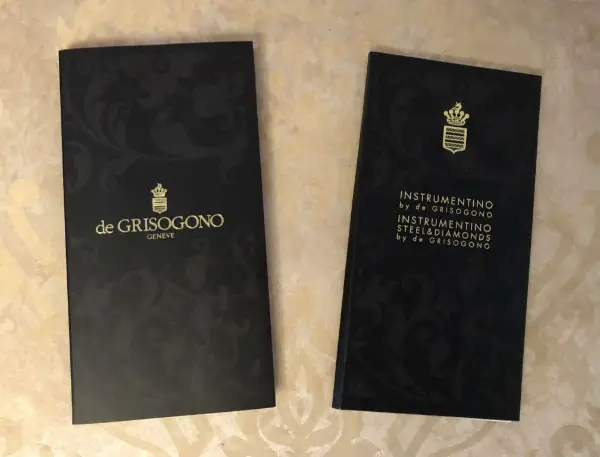 de GRISOGONO
GENEVE
INSTRUMENTINO
by de GRISOGONO
INSTRUMENTINO
STEEL&DIAMONDS
by de GRISOGONO